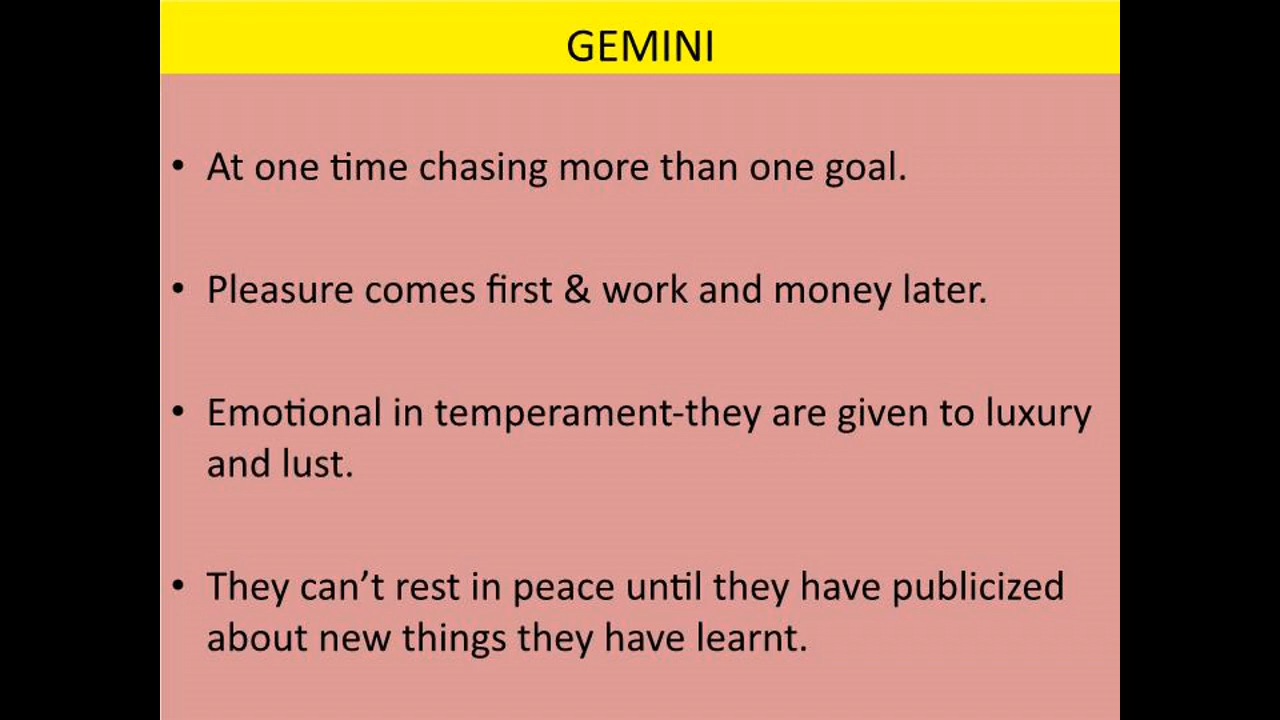 GEMINI
• At one time chasing more than one goal.
• Pleasure comes first & work and money later.
• Emotional in temperament-they are given to luxury
and lust.
• They can’t rest in peace until they have publicized
about new things they have learnt.